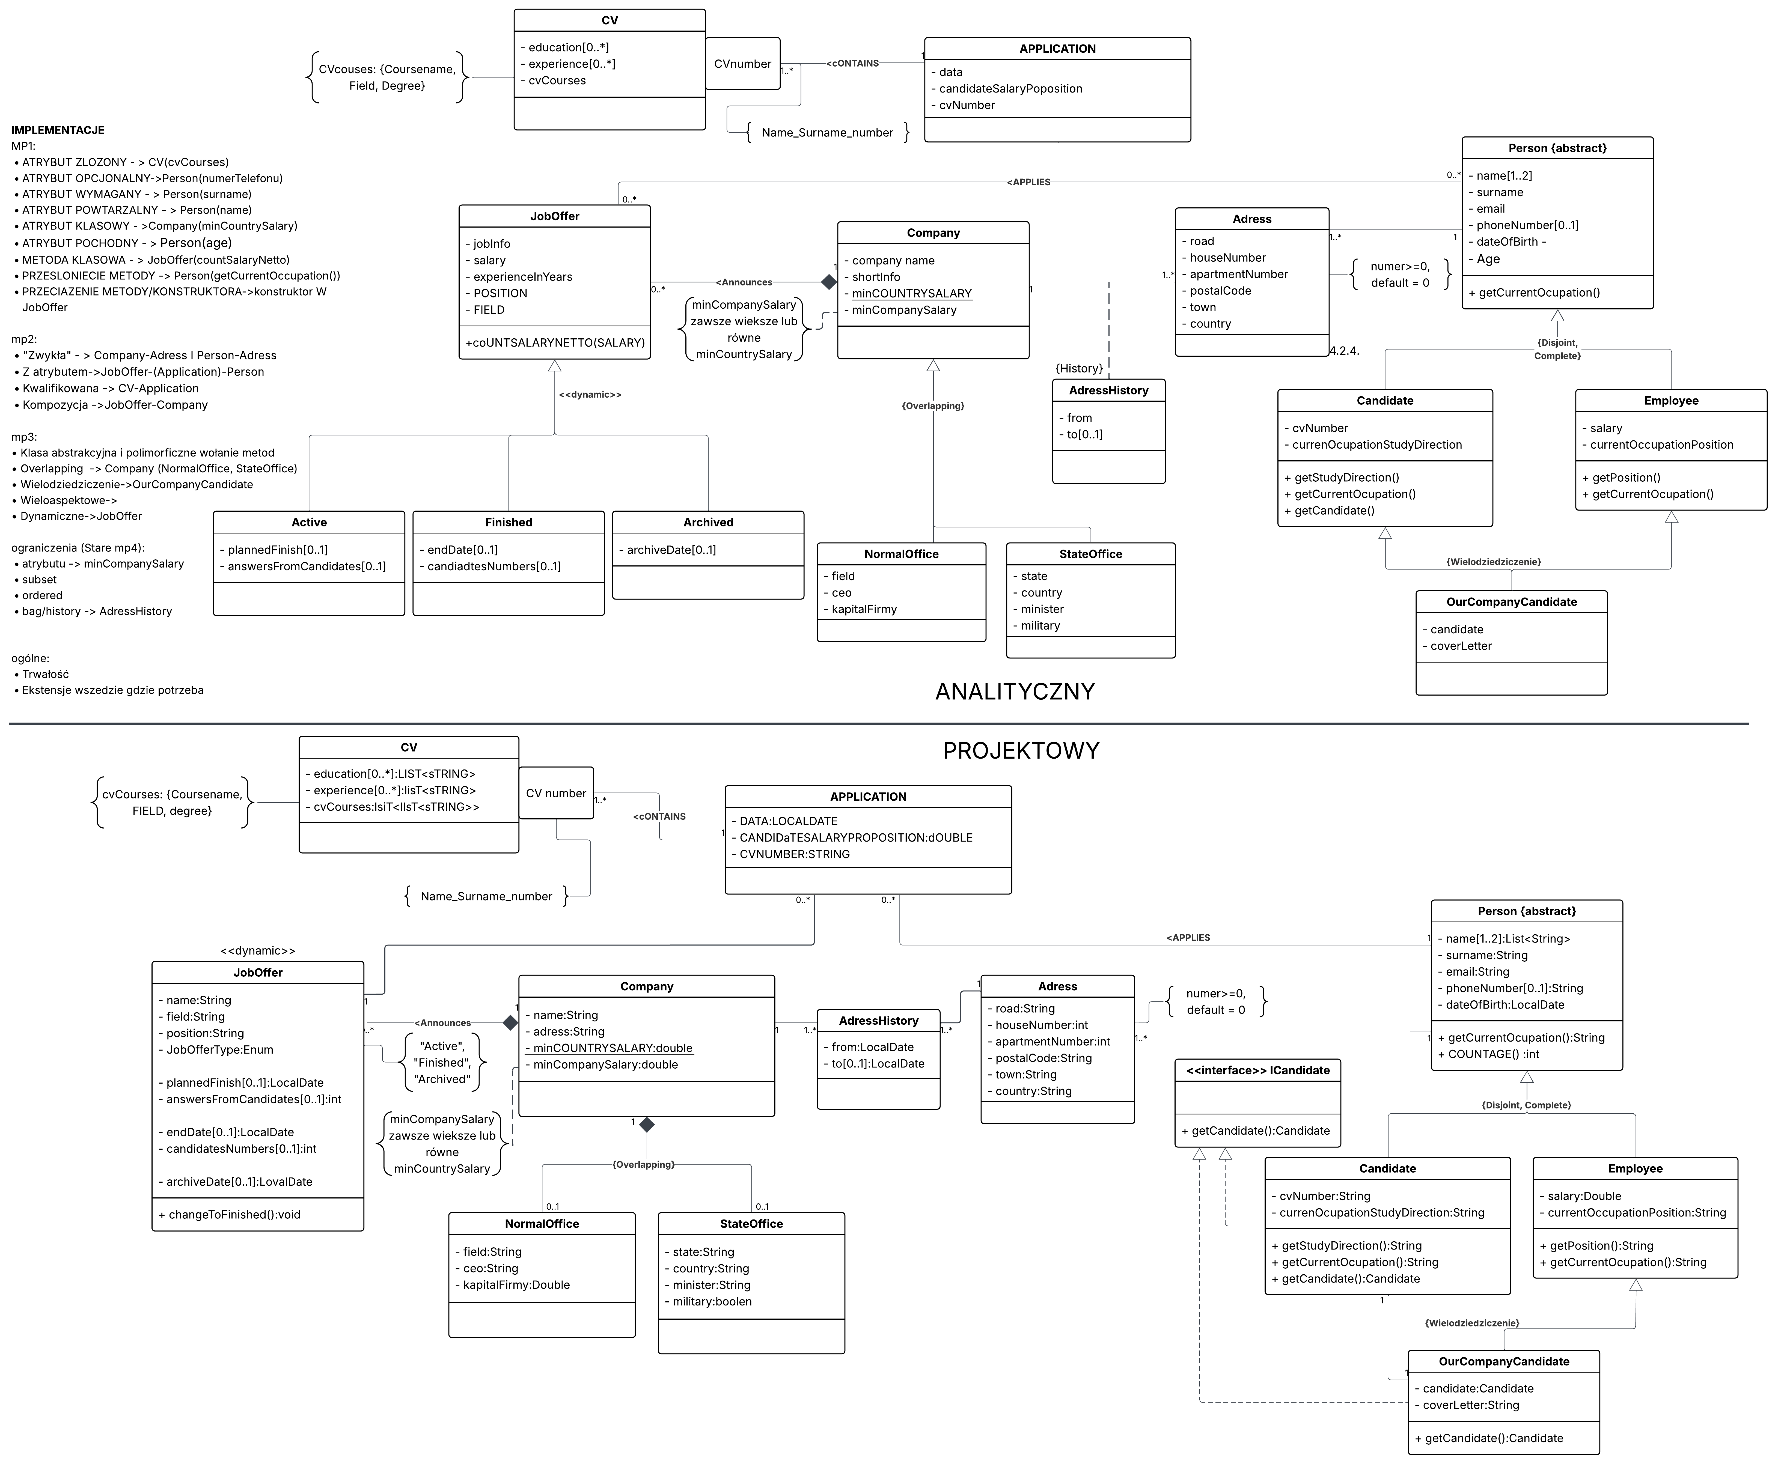 CV
- education[0..*]
- experience[0..*]
- cvCourses
CVnumber
1..*
<cONTAINS
1
CVcouses: {Coursename,
Field, Degree}
Name_Surname_number
APPLICATION
- data
- candidateSalaryPoposition
- cvNumber
IMPLEMENTACJE
MP1:
• ATRYBUT ZLOZONY - > CV(cvCourses)
• ATRYBUT OPCJONALNY->Person(numerTelefonu)
• ATRYBUT WYMAGANY - > Person(surname)
• ATRYBUT POWTARZALNY - > Person(name)
• ATRYBUT KLASOWY ->Company(minCountrySalary)
• ATRYBUT POCHODNY -> Person(age)
• METODA KLASOWA -> JobOffer(countSalaryNetto)
• PRZESLONIECIE METODY -> Person(getCurrentOccupation())
• PRZECIAZENIE METODY/KONSTRUKTORA->konstruktor W
JobOffer
mp2:
• "Zwykła" - > Company-Adress I Person-Adress
• Z atrybutem->JobOffer-(Application)-Person
• Kwalifikowana -> CV-Application
• Kompozycja ->JobOffer-Company
mp3:
• Klasa abstrakcyjna i polimorficzne wołanie metod
• Overlapping -> Company (NormalOffice, StateOffice)
• Wielodziedziczenie->OurCompanyCandidate
• Wieloaspektowe->
• Dynamiczne->JobOffer
ograniczenia (Stare mp4):
• atrybutu -> minCompanySalary
• subset
• ordered
• bag/history -> AdressHistory
ogólne:
• Trwałość
• Ekstensje wszedzie gdzie potrzeba
<APPLIES
0..*
0..*
JobOffer
- jobInfo
- salary
- experienceInYears
- POSITION
- FIELD
+coUNTSALARYNETTO(SALARY)
0..*
<Announces
1
minCompanySalary
zawsze wieksze lub
równe
minCountrySalary
Company
- company name
- shortInfo
- minCOUNTRYSALARY
- minCompanySalary
1
1..*
Adress
- road
- houseNumber
- apartmentNumber
- postalCode
- town
- country
1..*
1
4.2.4.
numer>=0,
default = 0
Person {abstract}
- name[1..2]
- surname
- email
- phoneNumber[0..1]
- dateOfBirth -
- Age
+ getCurrentOcupation()
{Disjoint,
Complete}
<<dynamic>>
{Overlapping}
{History}
AdressHistory
- from
- to[0..1]
Candidate
- cvNumber
- currenOcupationStudyDirection
+ getStudyDirection()
+ getCurrentOcupation()
+ getCandidate()
Employee
- salary
- currentOccupationPosition
+ getPosition()
+ getCurrentOcupation()
Active
- plannedFinish[0..1]
- answersFromCandidates[0..1]
Finished
- endDate[0..1]
- candiadtesNumbers[0..1]
Archived
- archiveDate[0..1]
NormalOffice
- field
- ceo
- kapitalFirmy
StateOffice
- state
- country
- minister
- military
{Wielodziedziczenie}
OurCompanyCandidate
- candidate
- coverLetter
ANALITYCZNY
PROJEKTOWY
CV
- education[0..*]:LIST<sTRING>
- experience[0..*]:lisT<sTRING>
- cvCourses:lsiT<lIsT<sTRING>>
CV number
1..*
<cONTAINS
1
cvCourses: {Coursename,
FIELD, degree}
Name_Surname_number
APPLICATION
- DATA:LOCALDATE
- CANDIDaTESALARYPROPOSITION:dOUBLE
- CVNUMBER:STRING
0..*
0..*
<APPLIES
1
<<dynamic>>
JobOffer
- name:String
- field:String
- position:String
- JobOfferType:Enum
- plannedFinish[0..1]:LocalDate
- answersFromCandidates[0..1]:int
- endDate[0..1]:LocalDate
- candidatesNumbers[0..1]:int
- archiveDate[0..1]:LovalDate
+ changeToFinished():void
1
<Announces
1
"Active",
"Finished",
"Archived"
minCompanySalary
zawsze wieksze lub
równe
minCountrySalary
Company
- name:String
- adress:String
- minCOUNTRYSALARY:double
- minCompanySalary:double
1
1..*
AdressHistory
- from:LocalDate
- to[0..1]:LocalDate
1..*
1
Adress
- road:String
- houseNumber:int
- apartmentNumber:int
- postalCode:String
- town:String
- country:String
1..*
numer>=0,
default = 0
Person {abstract}
- name[1..2]:List<String>
- surname:String
- email:String
- phoneNumber[0..1]:String
- dateOfBirth:LocalDate
+ getCurrentOcupation():String
+ COUNTAGE() :int
1
{Disjoint, Complete}
<<interface>> ICandidate
+ getCandidate():Candidate
1
{Overlapping}
0..1
0..1
NormalOffice
- field:String
- ceo:String
- kapitalFirmy:Double
StateOffice
- state:String
- country:String
- minister:String
- military:boolen
Candidate
- cvNumber:String
- currenOcupationStudyDirection:String
+ getStudyDirection():String
+ getCurrentOcupation():String
+ getCandidate():Candidate
1
Employee
- salary:Double
- currentOccupationPosition:String
+ getPosition():String
+ getCurrentOcupation():String
{Wielodziedziczenie}
1
OurCompanyCandidate
- candidate:Candidate
- coverLetter:String
+ getCandidate():Candidate